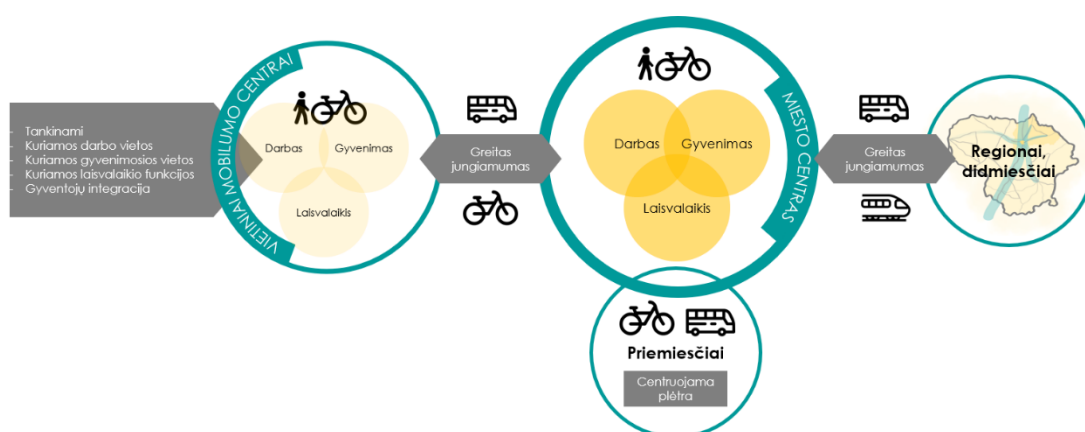 - Tankinami
- Kuriamos darbo vietos
- Kuriamos gyvenimosios vietos
- Kuriamos laisvalaikio funkcijos
- Gyventojų integracija
VIETINIAI MOBILUMO CENTRAI
Darbas
Gyvenimas
Laisvalaikis
Greitas
jungiamumas
MIESTO CENTRAS
Darbas
Gyvenimas
Laisvalaikis
Greitas
jungiamumas
Regionai,
didmiesčiai
Priemiesčiai
Centruojama
plėtra